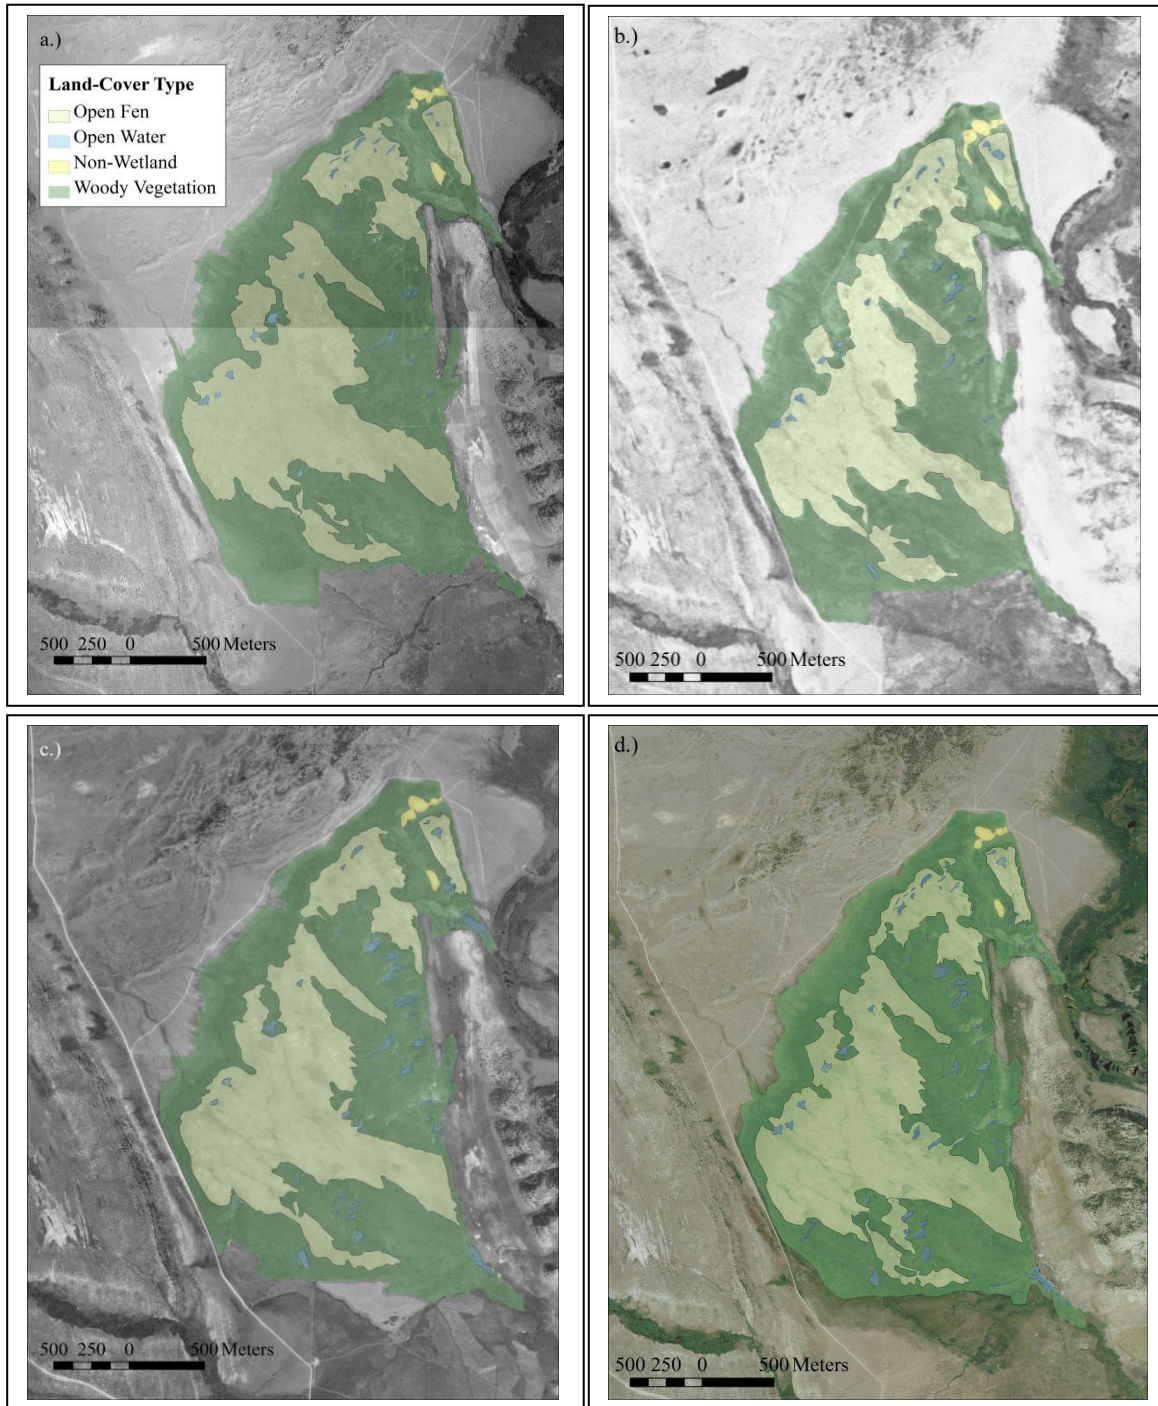 a.)
Land-Cover Type
Open Fen
Open Water
Non-Wetland
Woody Vegetation
500 250 0 500 Meters
b.)
500 250 0 500 Meters
c.)
500 250 0 500 Meters
d.)
500 250 0 500 Meters